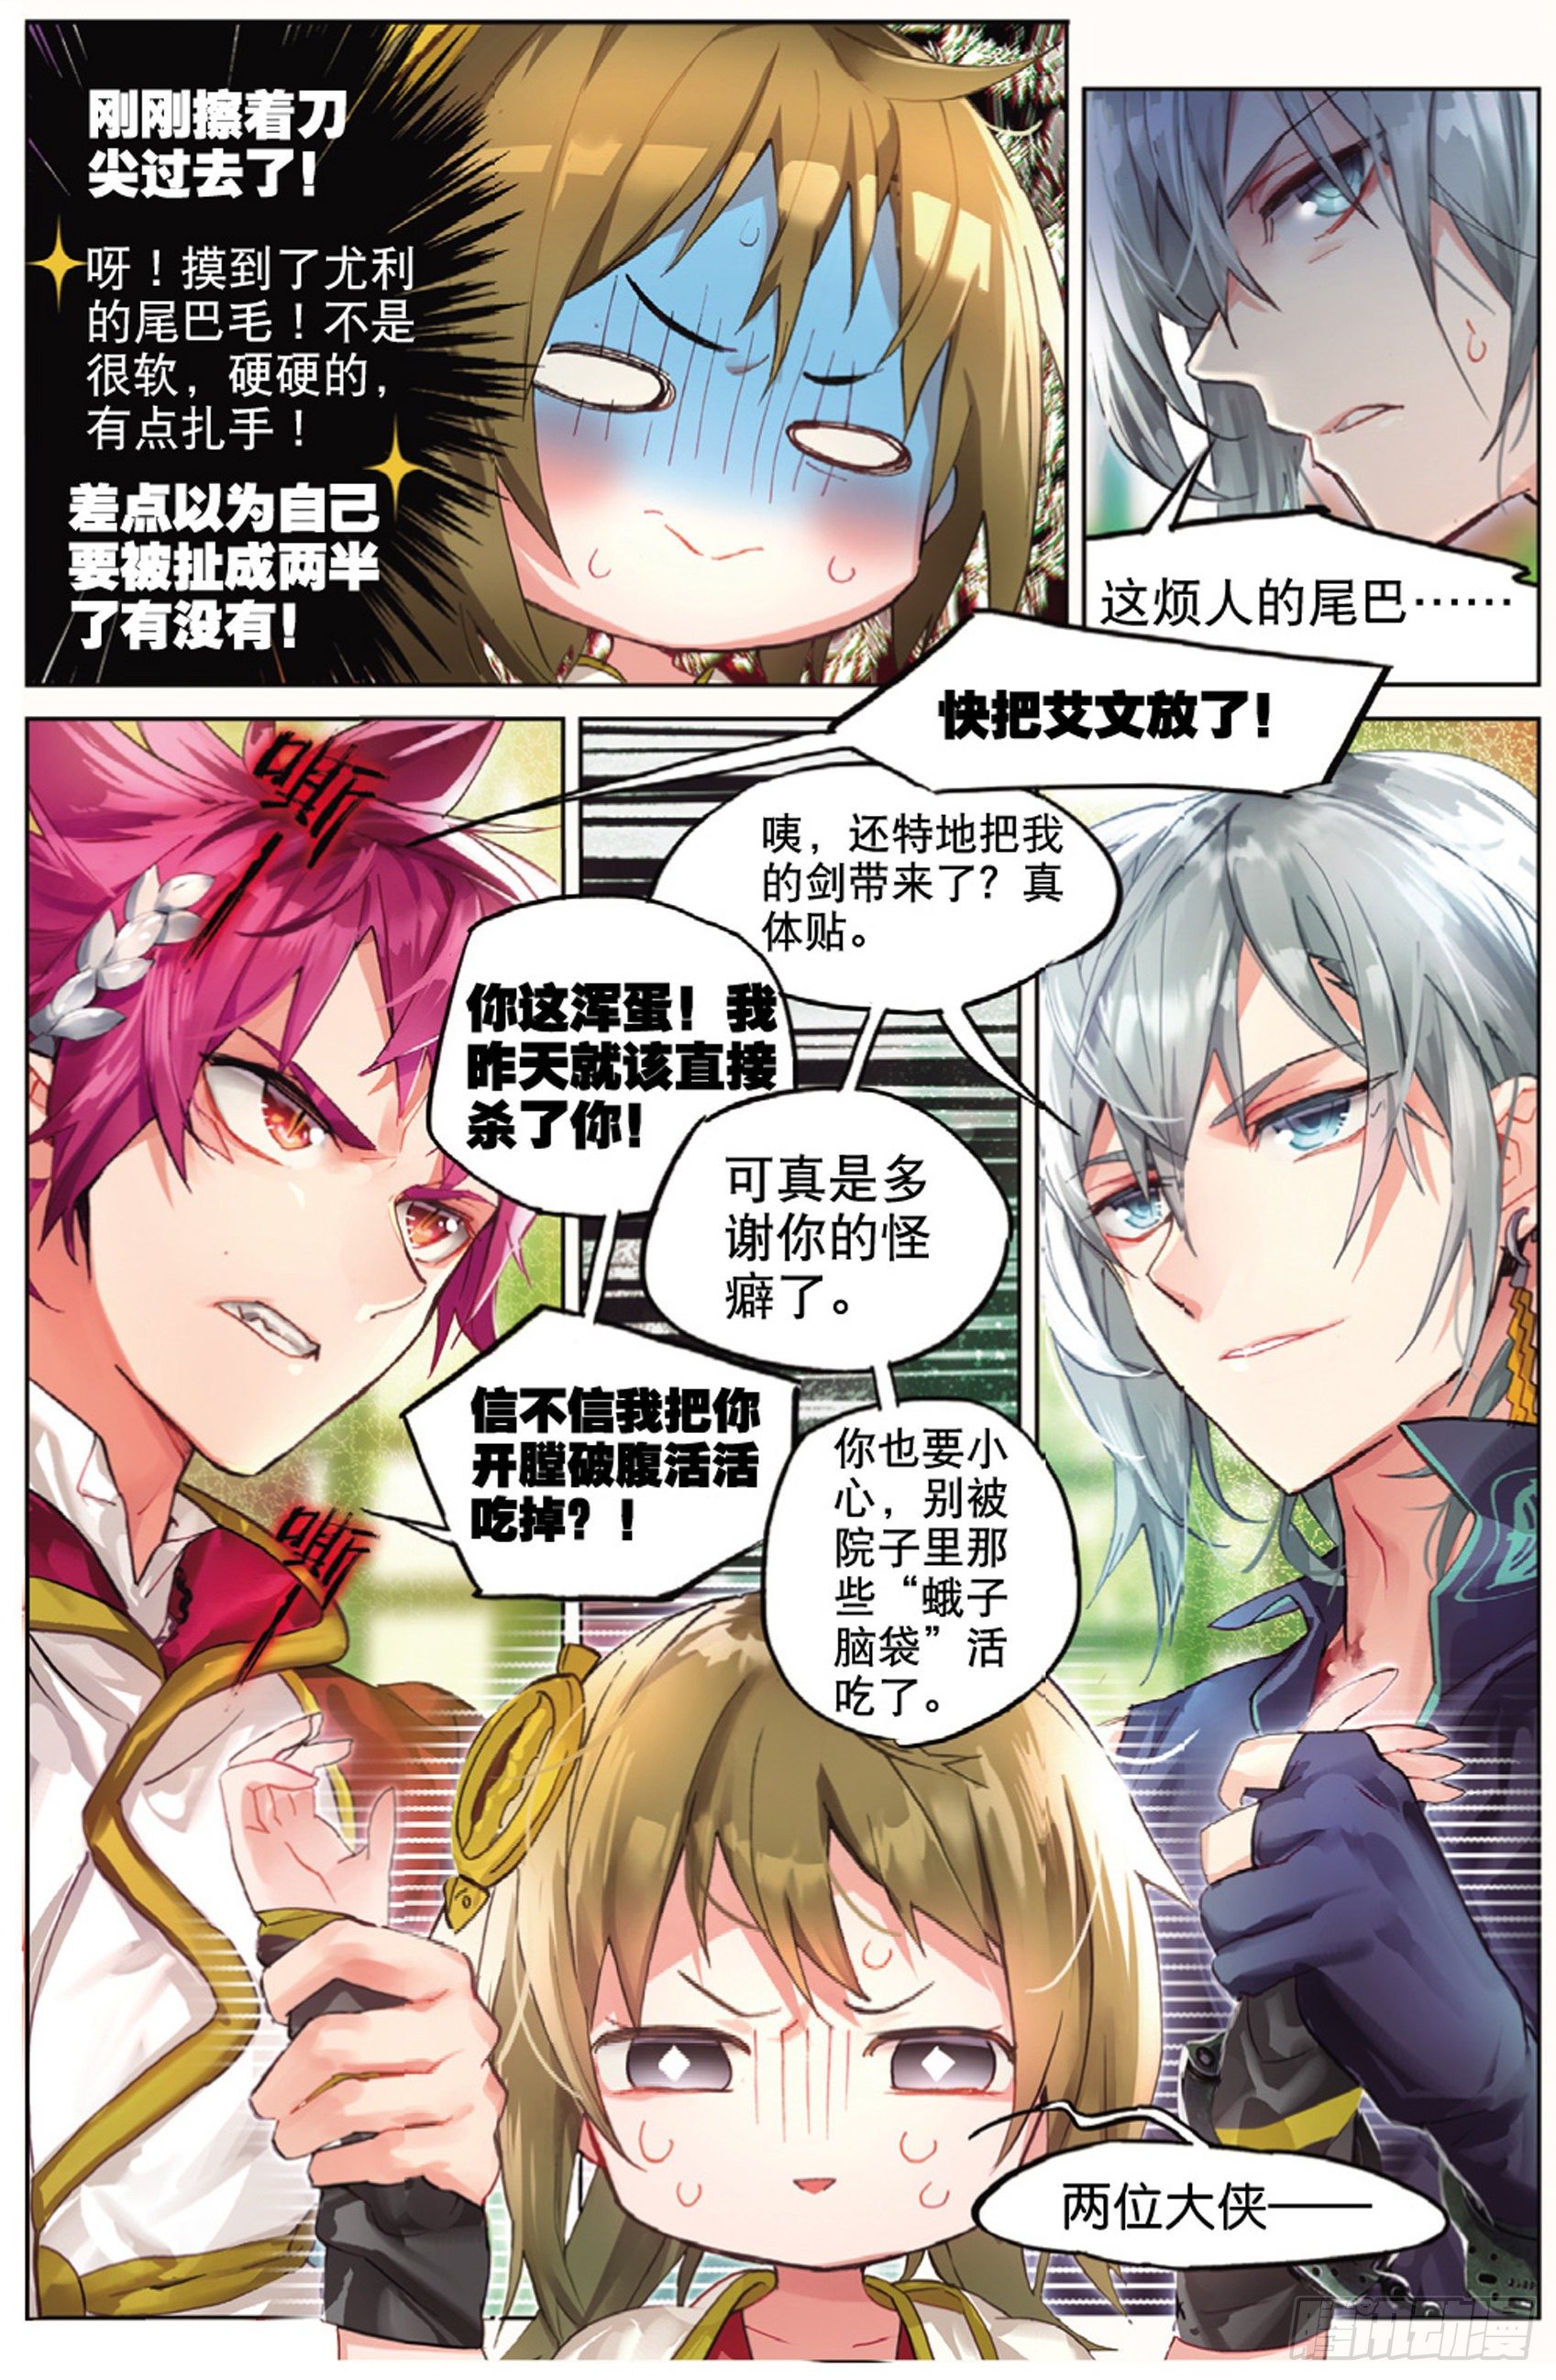 刚刚擦着刀
尖过去了！
呀！摸到了尤利
的尾巴毛！不是
很软，硬硬的，
有点扎手！
差点以为自己
要被扯成两半
了有没有！
这烦人的尾巴……
快把艾文放了！
嘶
咦，还特地把我
的剑带来了？真
体贴。
你这浑蛋！我
昨天就该直接
杀了你！
可真是多
谢你的怪
癖了。
信不信我把你
开膛破腹活活
吃掉？！
嘶
你也要小
心，别被
院子里那
些“蛾子
脑袋”活
吃了。
两位大侠——
腾讯动漫